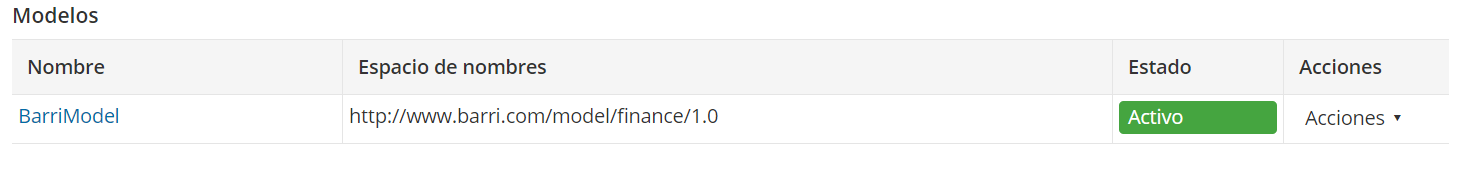 Modelos
Nombre Espacio de nombres Estado Acciones
BarriModel http://www.barri.com/model/finance/1.0 Activo Acciones ▾